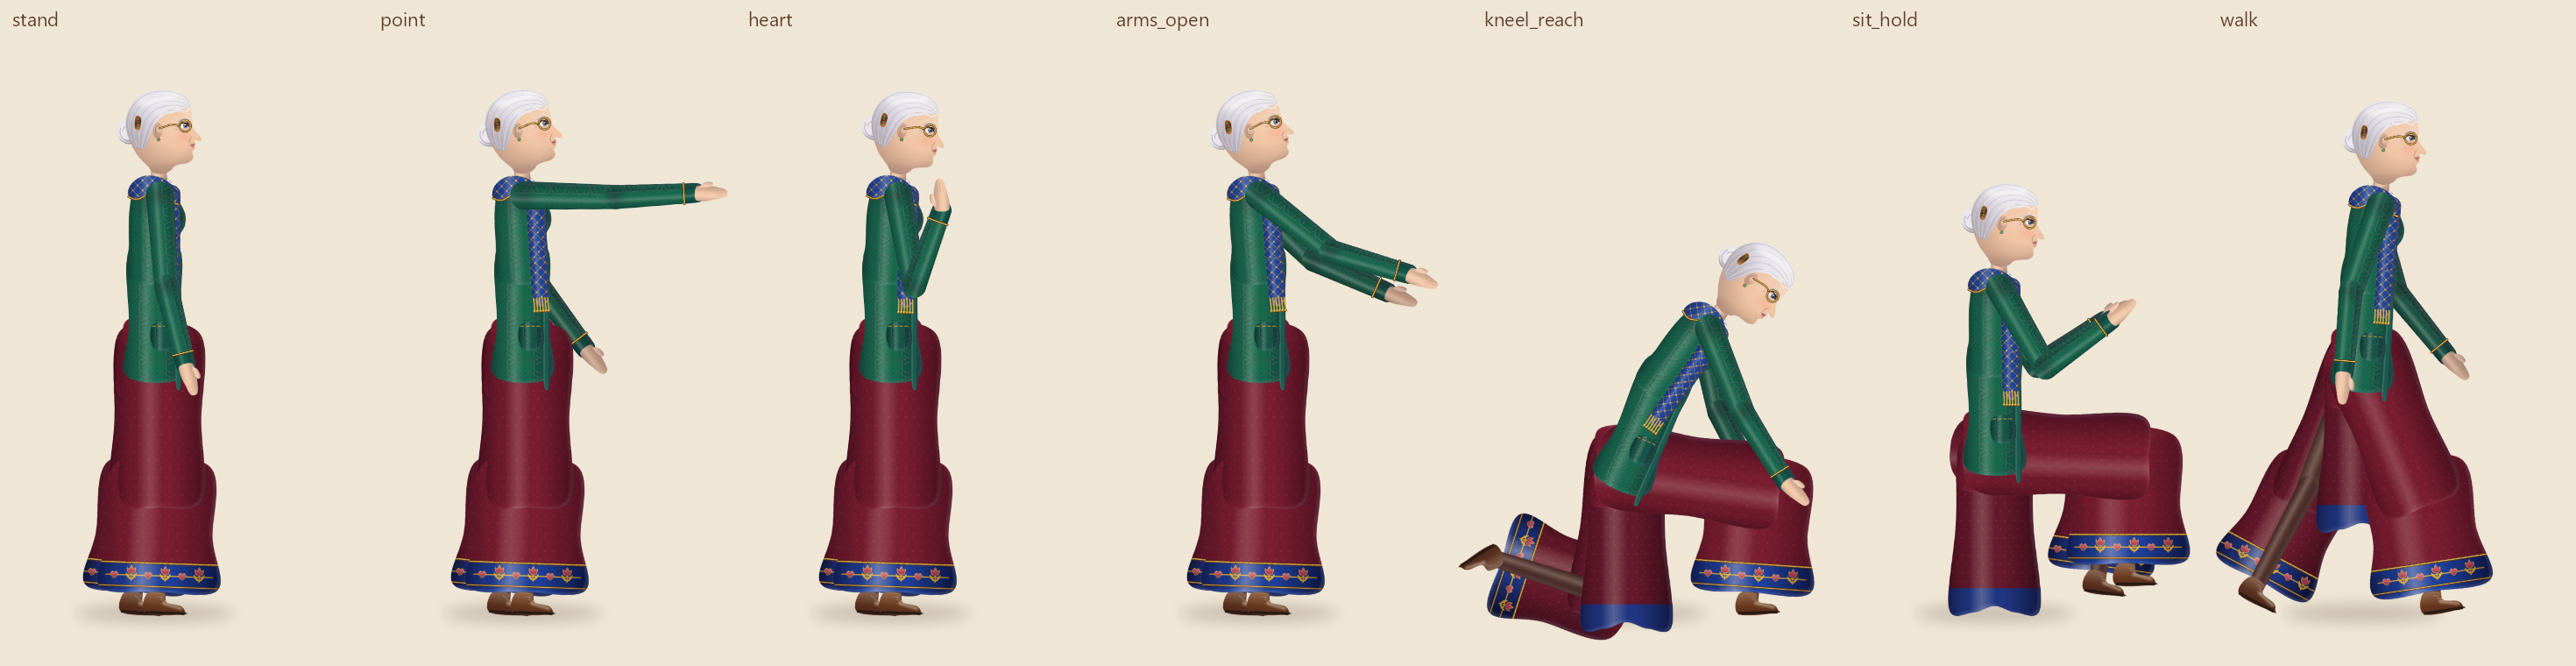 stand
point
heart
arms_open
kneel_reach
sit_hold
walk